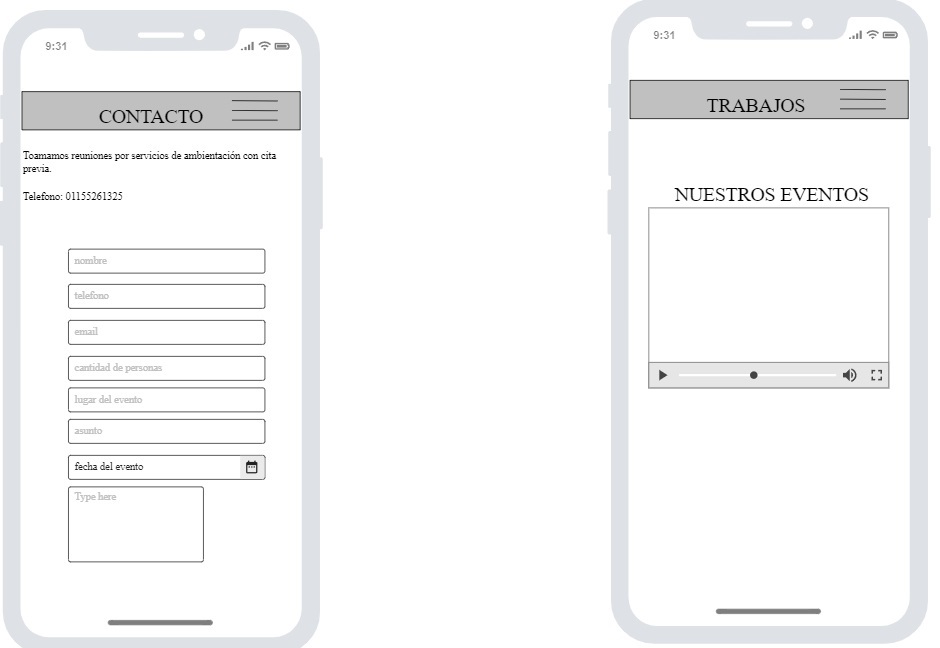 9:31
CONTACTO
Toamamos reuniones por servicios de ambientación con cita
previa.
Telefono: 01155261325
nombre
telefono
email
cantidad de personas
lugar del evento
asunto
fecha del evento
Type here
9:31
TRABAJOS
NUESTROS EVENTOS